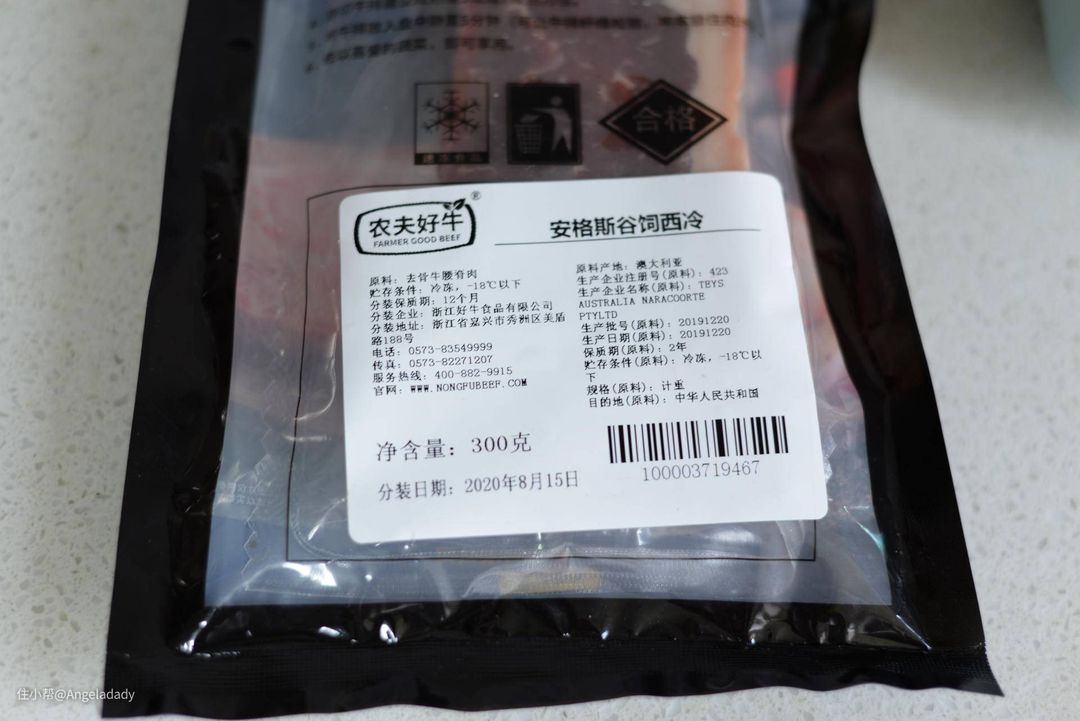 合格
农夫好牛®
FARMER GOOD BEEF
安格斯谷饲西冷
原料：去骨牛腰脊肉
贮存条件：冷冻，-18℃以下
分装保质期：12个月
分装企业：浙江好牛食品有限公司
分装地址：浙江省嘉兴市秀洲区美盾
路188号
电话：0573-83549999
传真：0573-82271207
服务热线：400-882-9915
官网：WWW.NONGFUBEEF.COM
原料产地：澳大利亚
生产企业注册号(原料)：423
生产企业名称(原料)：TEYS
AUSTRALIA NARACOORTE
PTYLTD
生产批号(原料)：20191220
生产日期(原料)：20191220
保质期(原料)：2年
贮存条件(原料)：冷冻，-18℃以
下
规格(原料)：计重
目的地(原料)：中华人民共和国
净含量：300克
分装日期：2020年8月15日
100003719467
住小帮@Angeladady